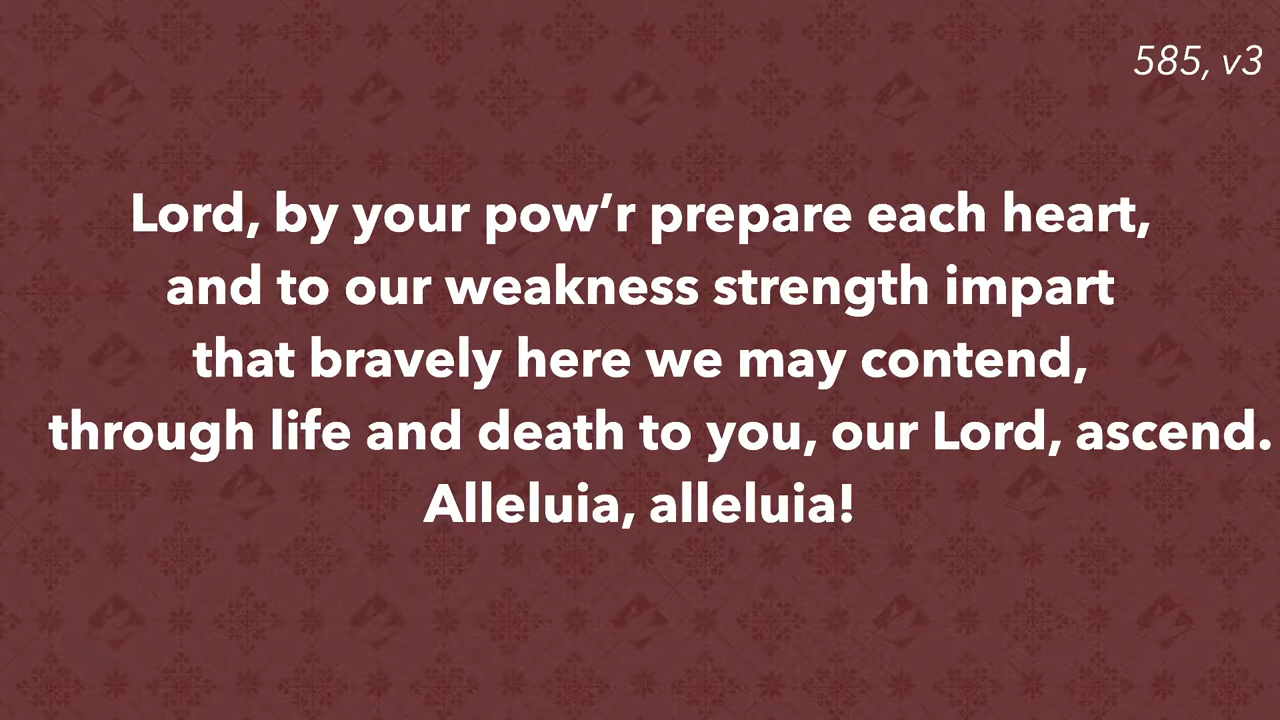 585, v3
Lord, by your pow’r prepare each heart,
and to our weakness strength impart
that bravely here we may contend,
through life and death to you, our Lord, ascend.
Alleluia, alleluia!